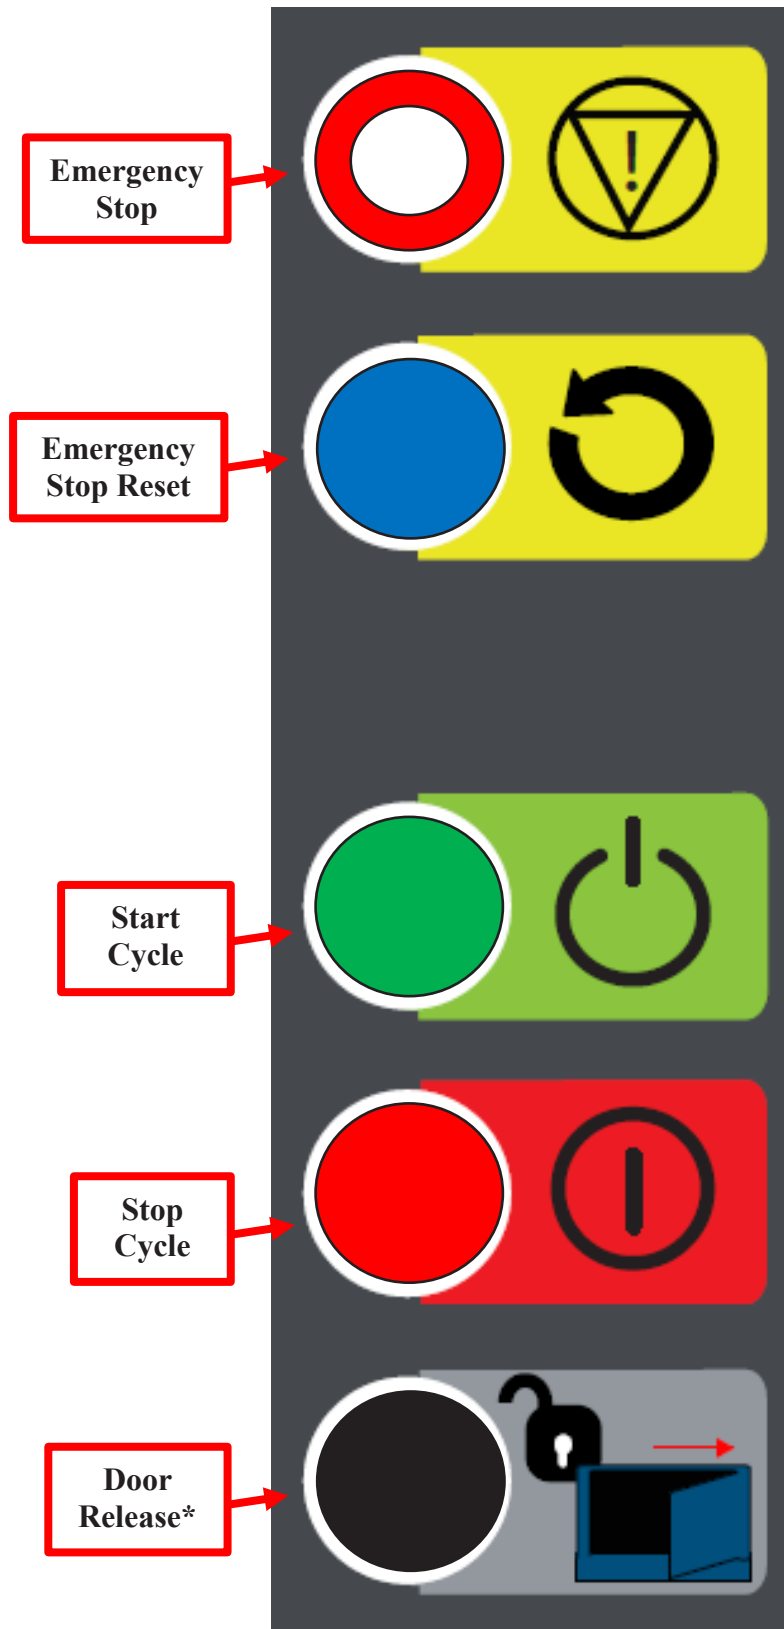 Emergency
Stop
!
Emergency
Stop Reset
Start
Cycle
Stop
Cycle
Door
Release*